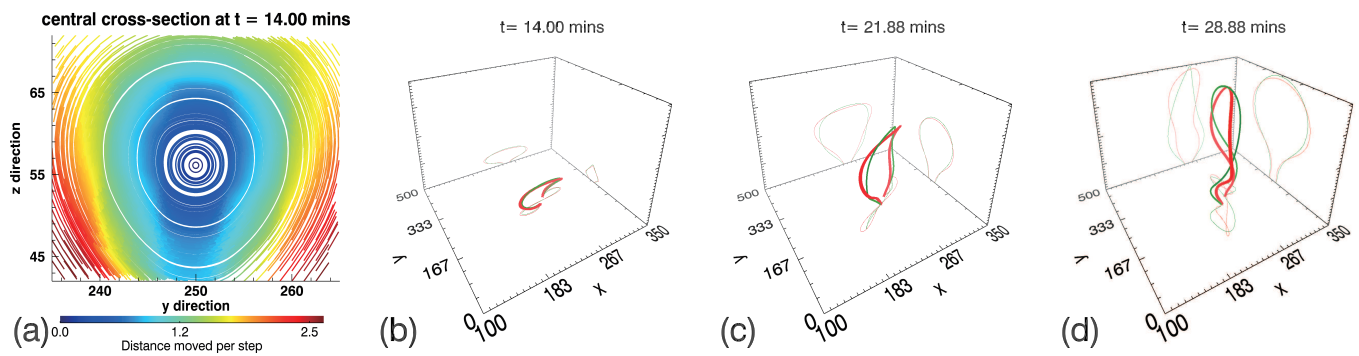 central cross-section at t = 14.00 mins
z direction
65
55
45
240
250
260
y direction
0.0
1.2
2.5
Distance moved per step
(a)
t= 14.00 mins
500
333
167
0
y
100
183
267
350
x
(b)
t= 21.88 mins
500
333
167
0
y
100
183
267
350
x
(c)
t= 28.88 mins
500
333
167
0
y
100
183
267
350
x
(d)